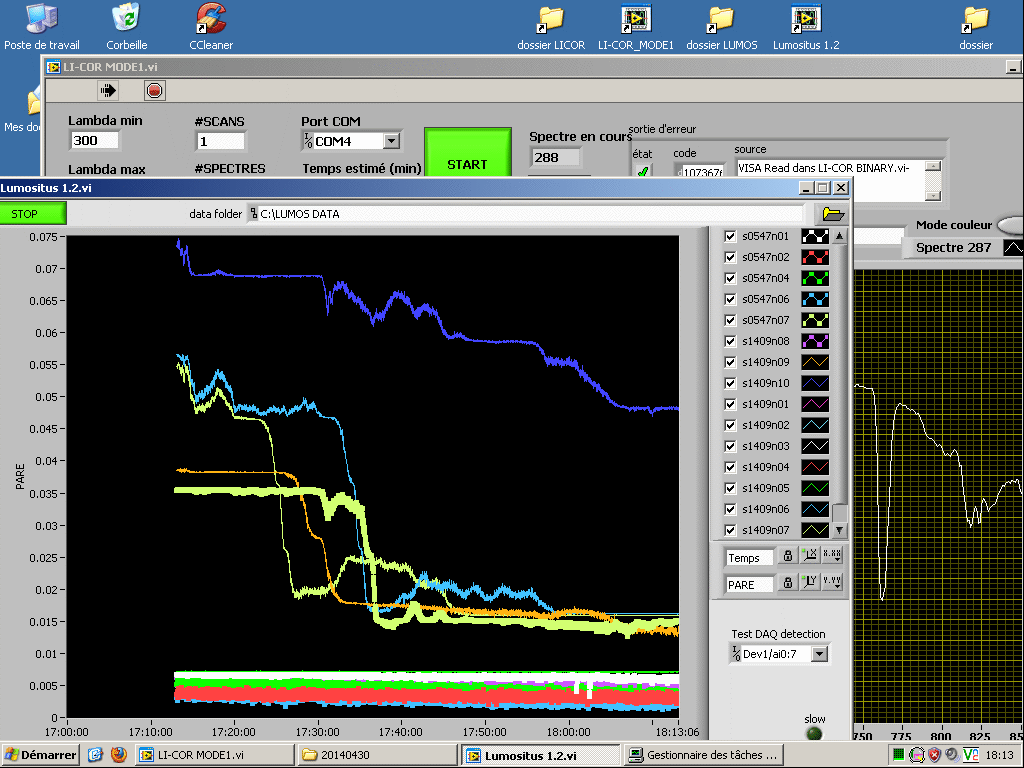 Poste de travail
Corbeille
CCleaner
dossier LICOR
LI-COR_MODE1
dossier LUMOS
Lumositus 1.2
dossier
LI-COR MODE1.vi
Mes do
Lambda min
300
Lambda max
#SCANS
1
#SPECTRES
Port COM
COM4
Temps estimé (min)
START
Spectre en cours
288
sortie d'erreur
état
code
source
VISA Read dans LI-COR BINARY.vi-
Lumositus 1.2.vi
STOP
data folder
C:\LUMOS DATA
Mode couleur
Spectre 287
s0547n01
s0547n02
s0547n04
s0547n06
s0547n07
s1409n08
s1409n09
s1409n10
s1409n01
s1409n02
s1409n03
s1409n04
s1409n05
s1409n06
s1409n07
PARE
0.075
0.07
0.065
0.06
0.055
0.05
0.045
0.04
0.035
0.03
0.025
0.02
0.015
0.01
0.005
0
17:00:00
17:10:00
17:20:00
17:30:00
17:40:00
17:50:00
18:00:00
18:13:06
Temps
PARE
Test DAQ detection
Dev1/ai0:7
slow
750
775
800
825
Démarrer
LI-COR MODE1.vi
20140430
Lumositus 1.2.vi
Gestionnaire des tâches ...
18:13